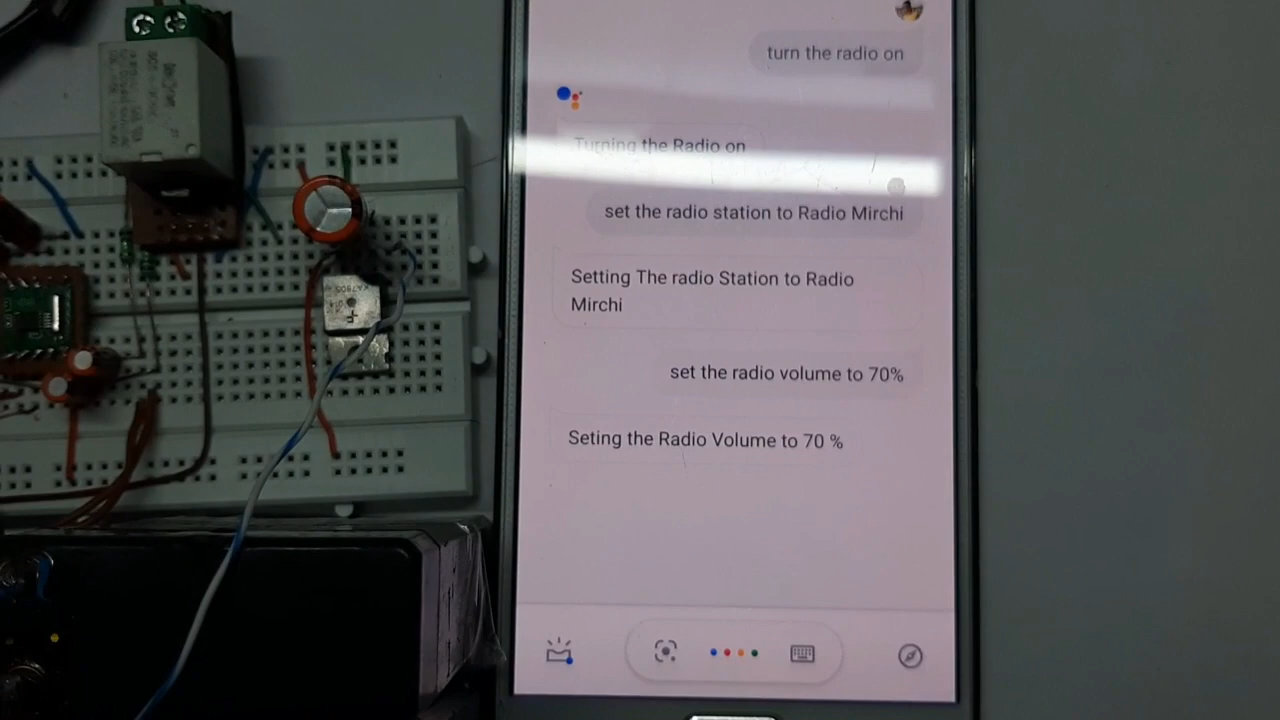 turn the radio on
Turning the Radio on
set the radio station to Radio Mirchi
Setting The radio Station to Radio
Mirchi
set the radio volume to 70%
Seting the Radio Volume to 70 %
KA7805